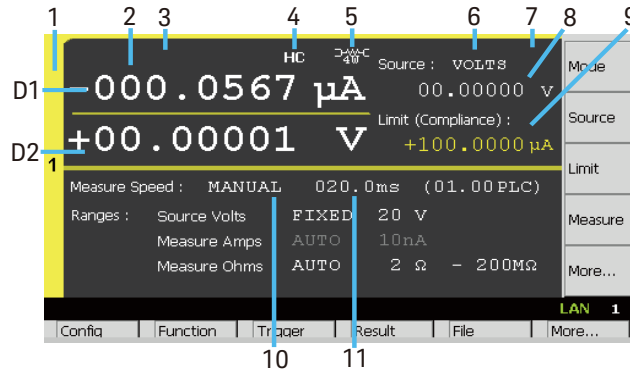 1 2 3 4 5 6 7 8 9
HC 4W
Source : VOLTS
Mode
D1 -000.0567 µA
00.00000 V
Limit (Compliance) :
Source
D2 +00.00001 V
+100.0000 µA
1
Limit
Measure Speed : MANUAL 020.0ms (01.00PLC)
Ranges : Source Volts FIXED 20 V
Measure
Measure Amps AUTO 10nA
Measure Ohms AUTO 2 Ω - 200MΩ
More...
LAN 1
Config Function Trigger Result File More...
10 11